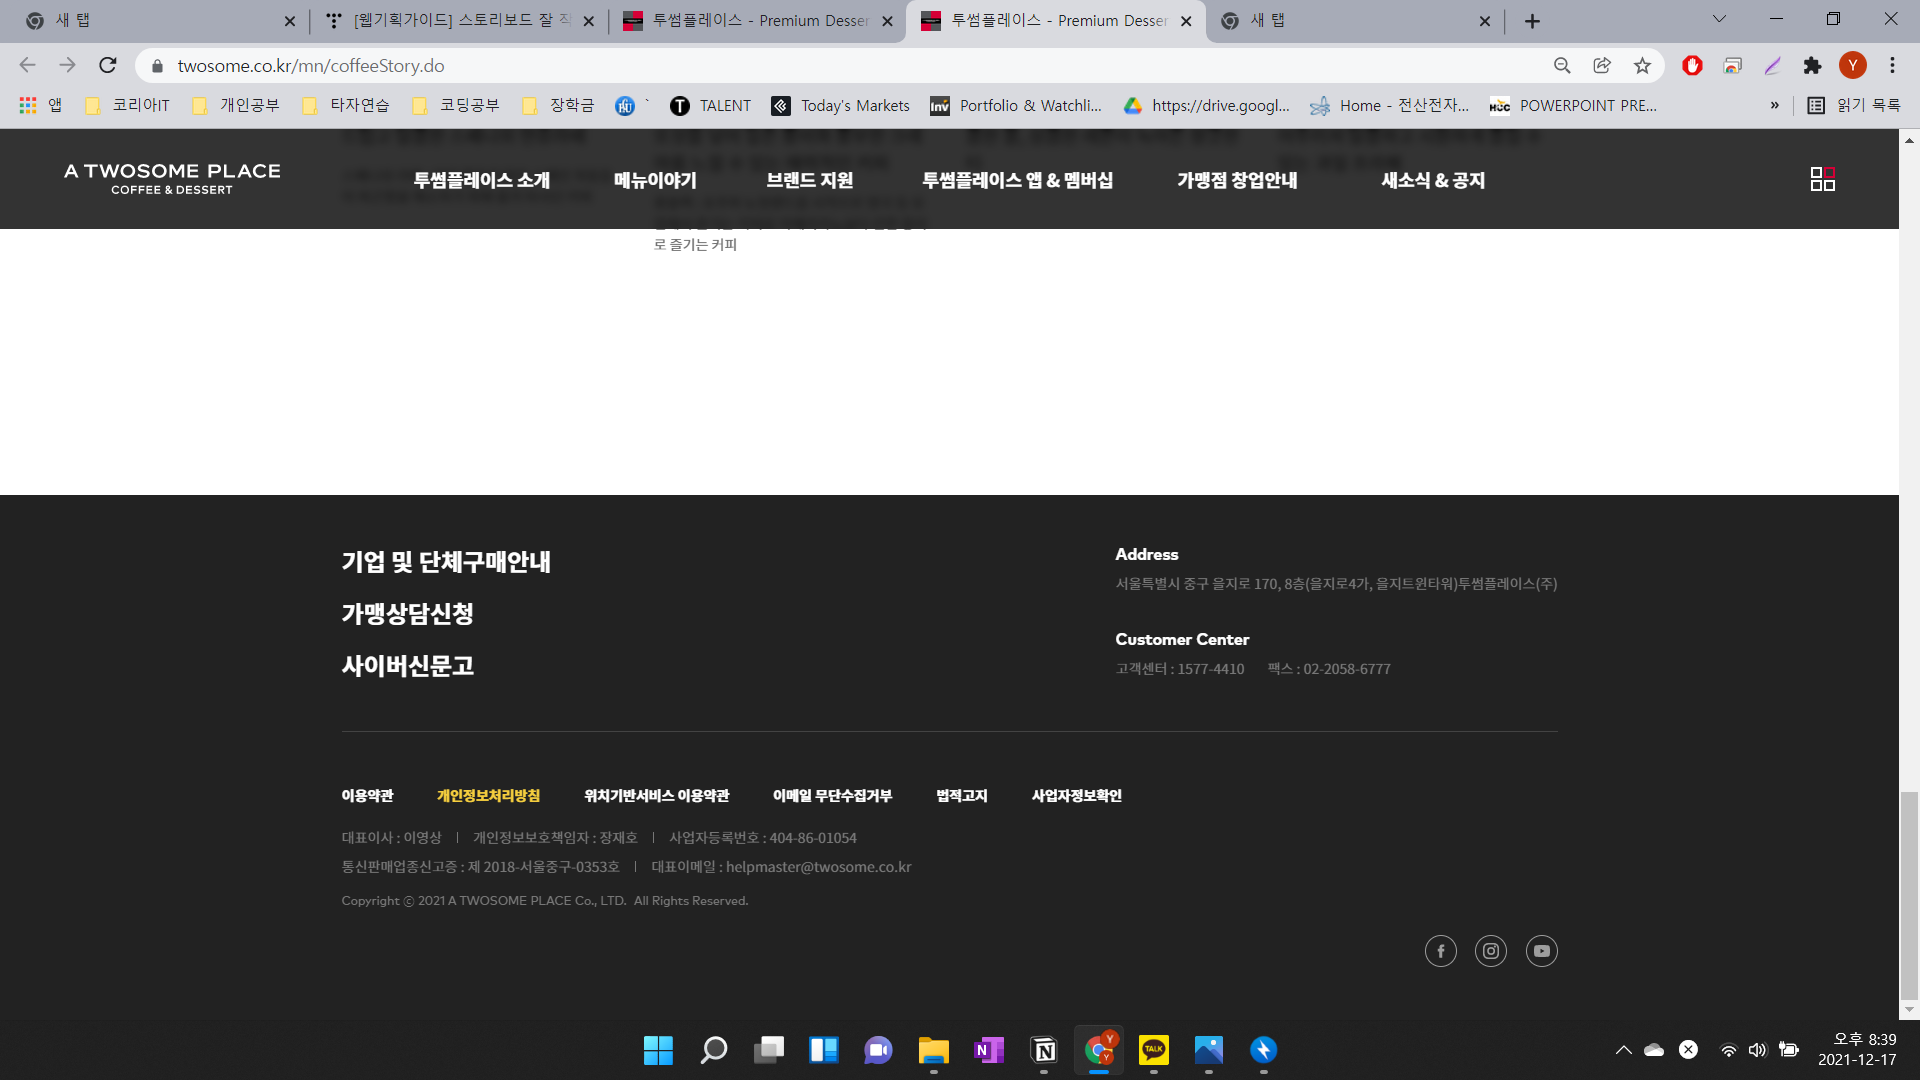 새 탭
[웹기획가이드] 스토리보드 잘 작
투썸플레이스 - Premium Desser
투썸플레이스 - Premium Desser
새 탭
twosome.co.kr/mn/coffeeStory.do
Y
앱
코리아IT
개인공부
타자연습
코딩공부
장학금
`
TALENT
Today's Markets
Portfolio & Watchli...
https://drive.googl...
Home - 전산전자...
POWERPOINT PRE...
»
읽기 목록
A TWOSOME PLACE
COFFEE & DESSERT
투썸플레이스 소개
메뉴이야기
브랜드 지원
투썸플레이스 앱 & 멤버십
가맹점 창업안내
새소식 & 공지
로 즐기는 커피
기업 및 단체구매안내
가맹상담신청
사이버신문고
Address
서울특별시 중구 을지로 170, 8층(을지로4가, 을지트윈타워)투썸플레이스(주)
Customer Center
고객센터 : 1577-4410 팩스 : 02-2058-6777
이용약관 개인정보처리방침 위치기반서비스 이용약관 이메일 무단수집거부 법적고지 사업자정보확인
대표이사 : 이영상 | 개인정보보호책임자 : 장재호 | 사업자등록번호 : 404-86-01054
통신판매업종신고증 : 제 2018-서울중구-0353호 | 대표이메일 : helpmaster@twosome.co.kr
Copyright ⓒ 2021 A TWOSOME PLACE Co., LTD. All Rights Reserved.
TALK
오후 8:39
2021-12-17